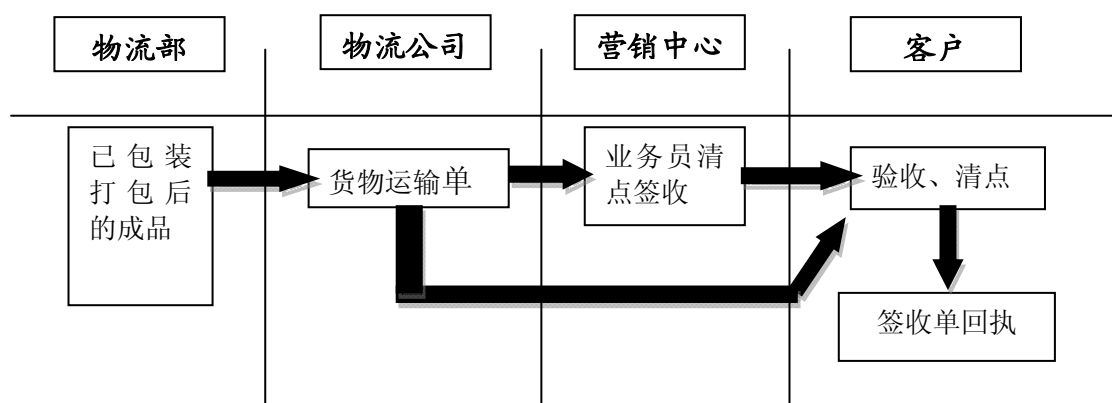 物流部
物流公司
营销中心
客户
已包装
打包后
的成品
货物运输单
业务员清
点签收
验收、清点
签收单回执